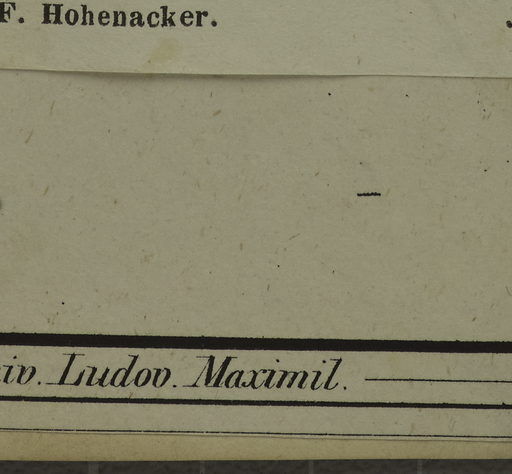 F. Hohenacker.
iv. Ludov. Maximil.